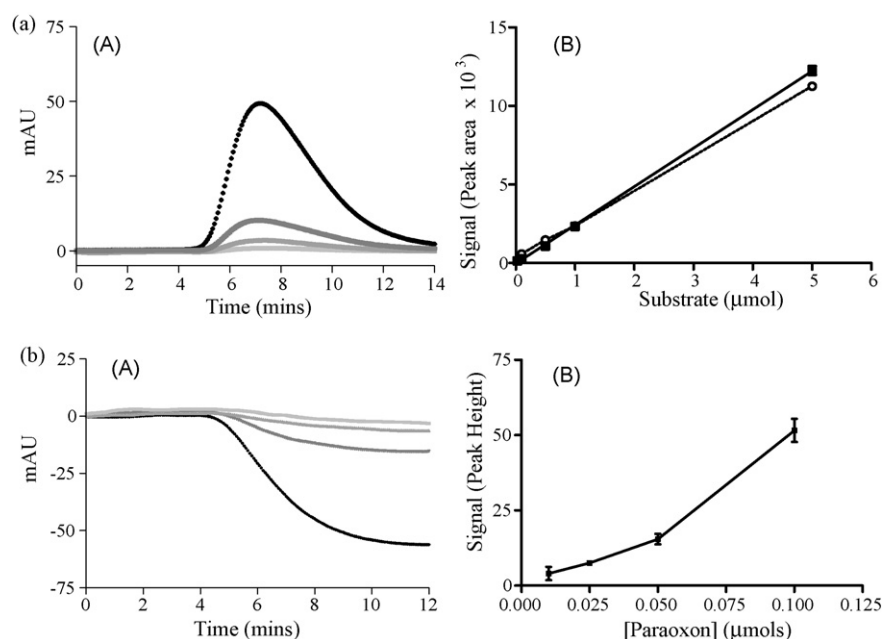 (a)
(A)
75
50
25
0
mAU
0 2 4 6 8 10 12 14
Time (mins)
(B)
15
10
5
0
Signal (Peak area x 10 3)
0 1 2 3 4 5 6
Substrate (μmol)
(b)
(A)
25
0
-25
-50
-75
mAU
0 2 4 6 8 10 12
Time (mins)
(B)
75
50
25
0
Signal (Peak Height)
0.000 0.025 0.050 0.075 0.100 0.125
[Paraoxon] (μmols)